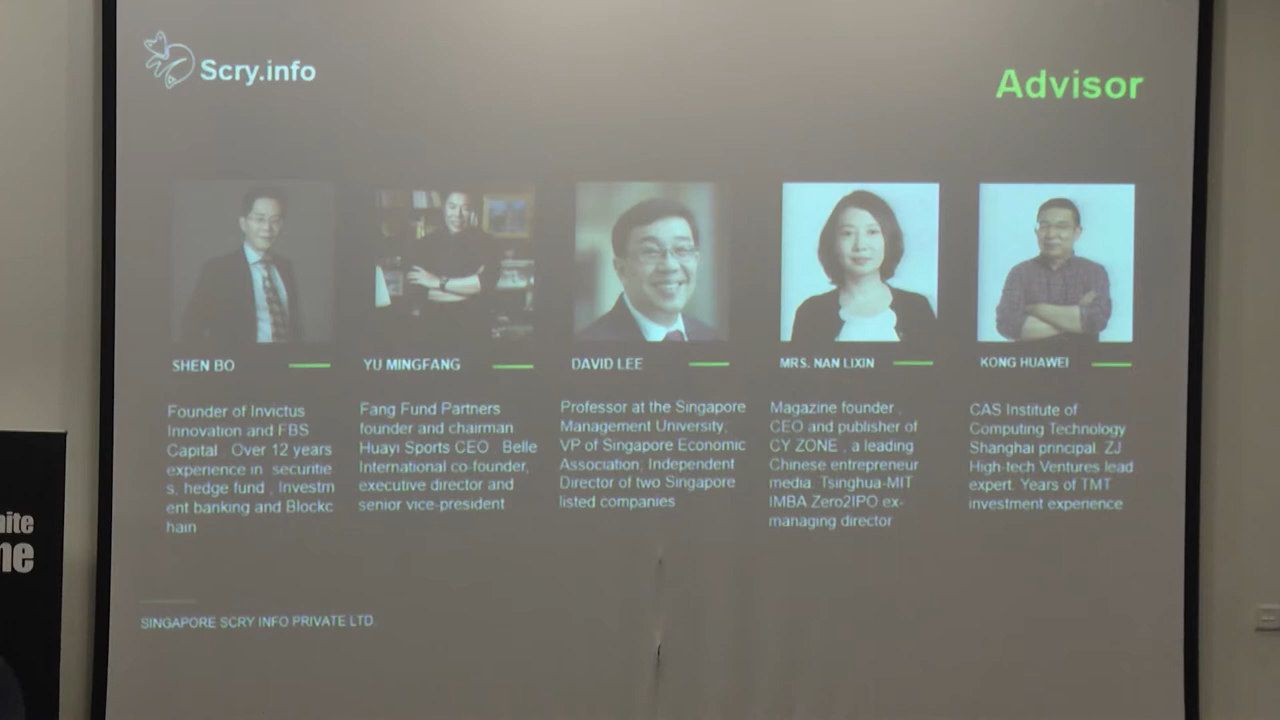 Scry.info
Advisor
SHEN BO
Founder of Invictus
Innovation and FBS
Capital . Over 12 years
experience in securitie
s, hedge fund , Investm
ent banking and Blockc
hain
YU MINGFANG
Fang Fund Partners
founder and chairman
Huayi Sports CEO Belle
International co-founder,
executive director and
senior vice-president
DAVID LEE
Professor at the Singapore
Management University,
VP of Singapore Economic
Association, Independent
Director of two Singapore
listed companies
MRS. NAN LIXIN
Magazine founder ,
CEO and publisher of
CY ZONE , a leading
Chinese entrepreneur
media. Tsinghua-MIT
IMBA Zero2IPO ex-
managing director
KONG HUAWEI
CAS Institute of
Computing Technology
Shanghai principal. ZJ
High-tech Ventures lead
expert. Years of TMT
investment experience
SINGAPORE SCRY INFO PRIVATE LTD.